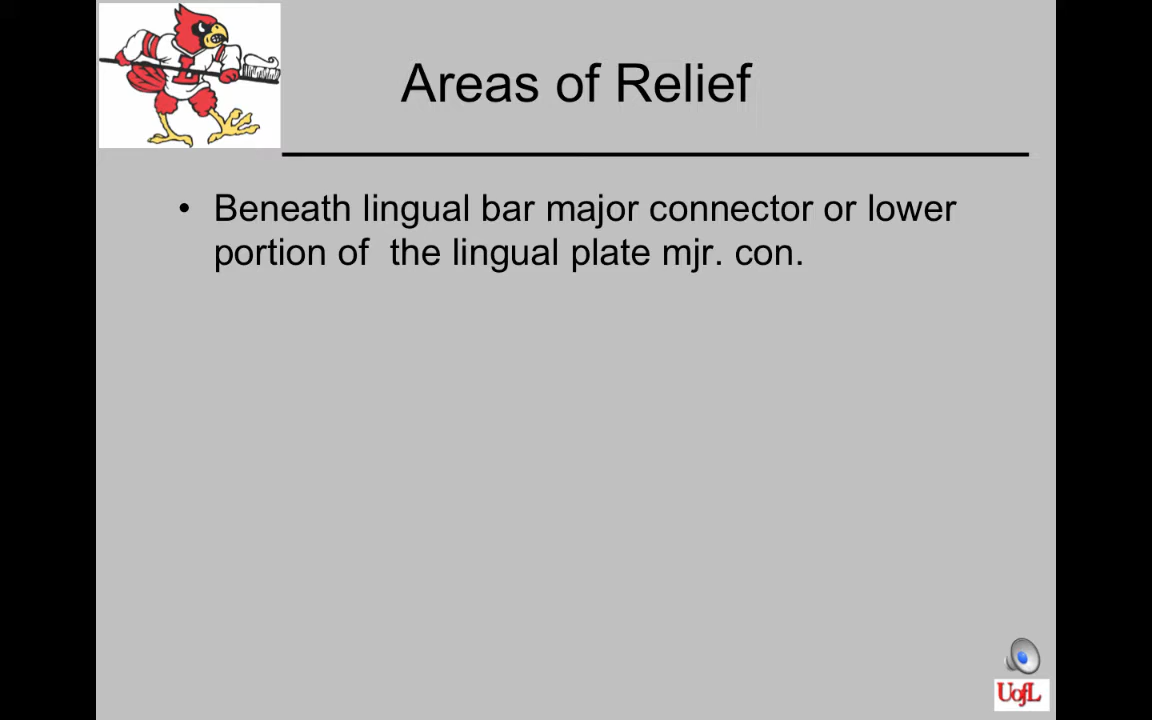 Areas of Relief
• Beneath lingual bar major connector or lower
portion of  the lingual plate mjr. con.
L
UofL